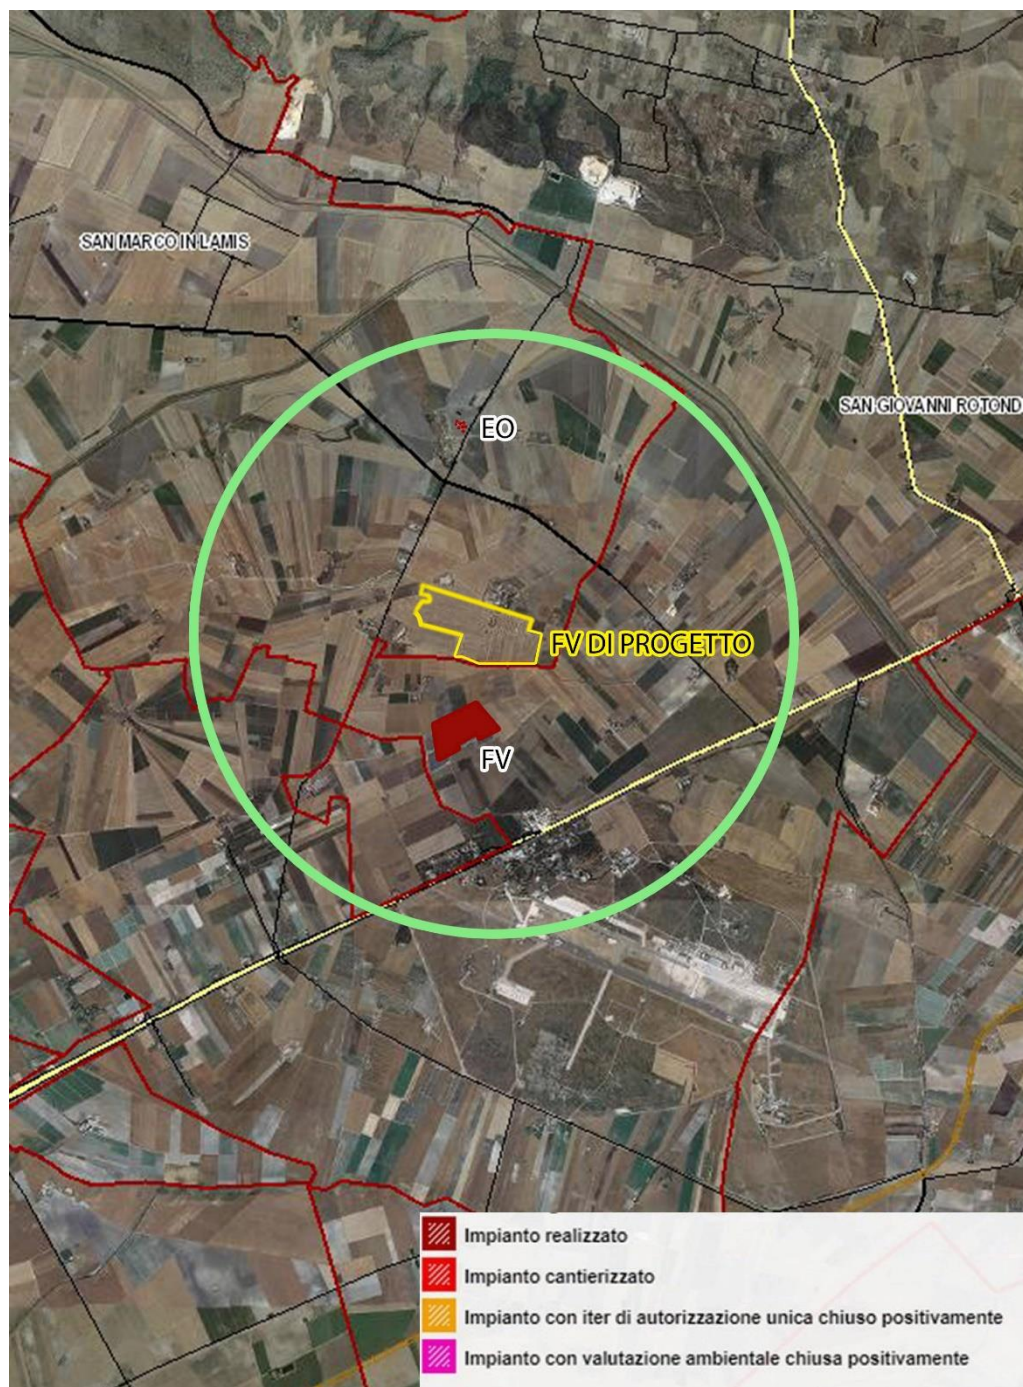 SAN MARCO IN LAMIS
SAN GIOVANNI ROTOND
EO
FV DI PROGETTO
FV
Impianto realizzato
Impianto cantierizzato
Impianto con iter di autorizzazione unica chiuso positivamente
Impianto con valutazione ambientale chiusa positivamente